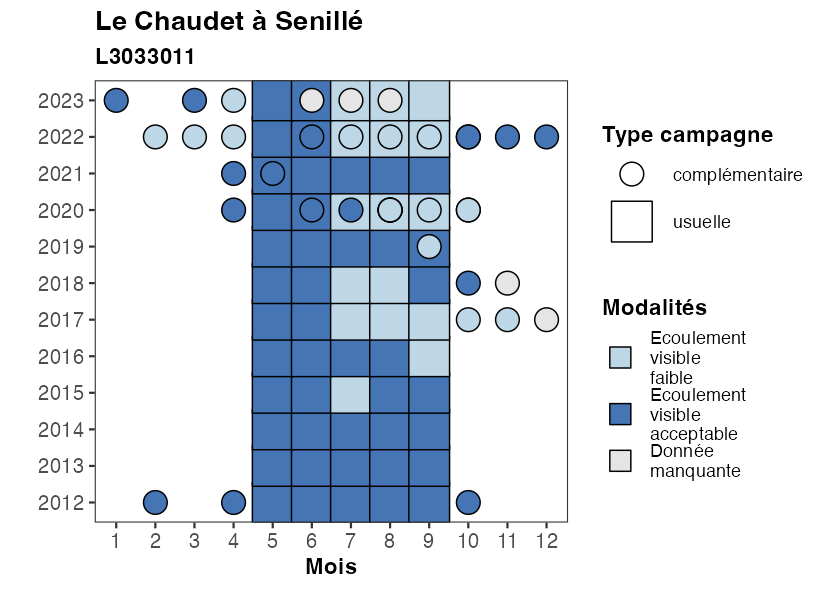 Le Chaudet à Senillé
L3033011
2023
2022
2021
2020
2019
2018
2017
2016
2015
2014
2013
2012
1 2 3 4 5 6 7 8 9 10 11 12
Mois
Type campagne
complémentaire
usuelle
Modalités
Ecoulement
visible
faible
Ecoulement
visible
acceptable
Donnée
manquante